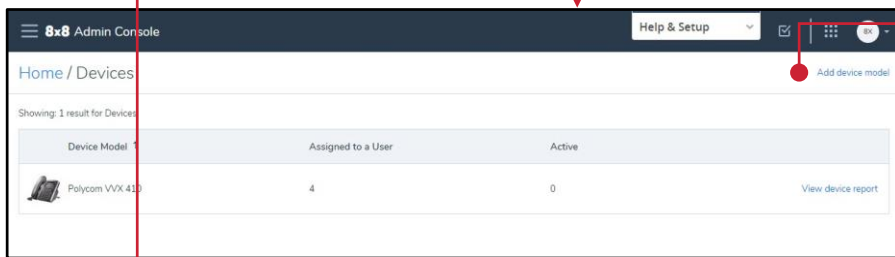 8x8 Admin Console Help & Setup 8X
Home / Devices Add device model
Showing: 1 result for Devices
Device Model ↑ Assigned to a User Active
Polycom VVX 410 4 0 View device report